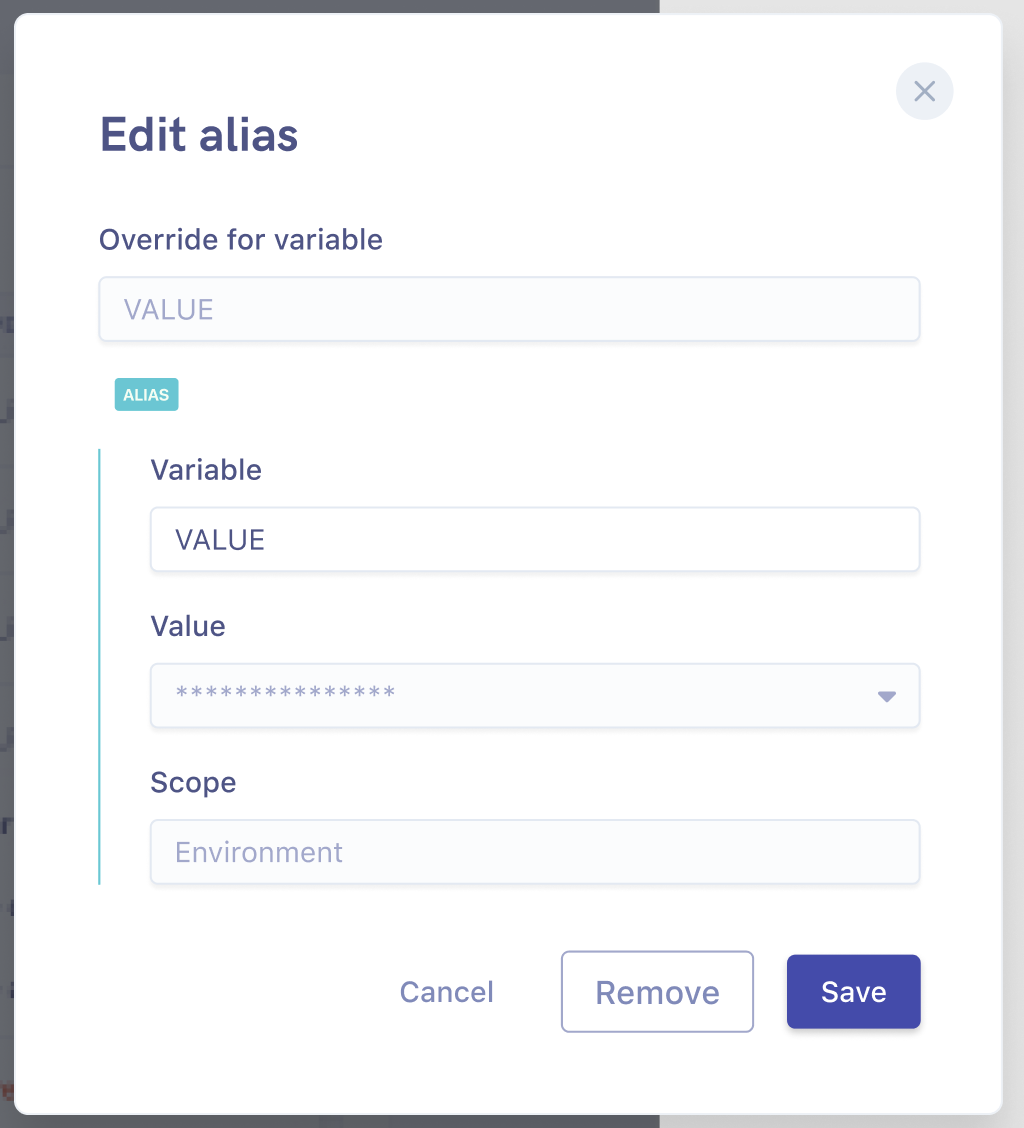 Edit alias
Override for variable
VALUE
ALIAS
Variable
VALUE
Value
***************
Scope
Environment
Cancel Remove Save